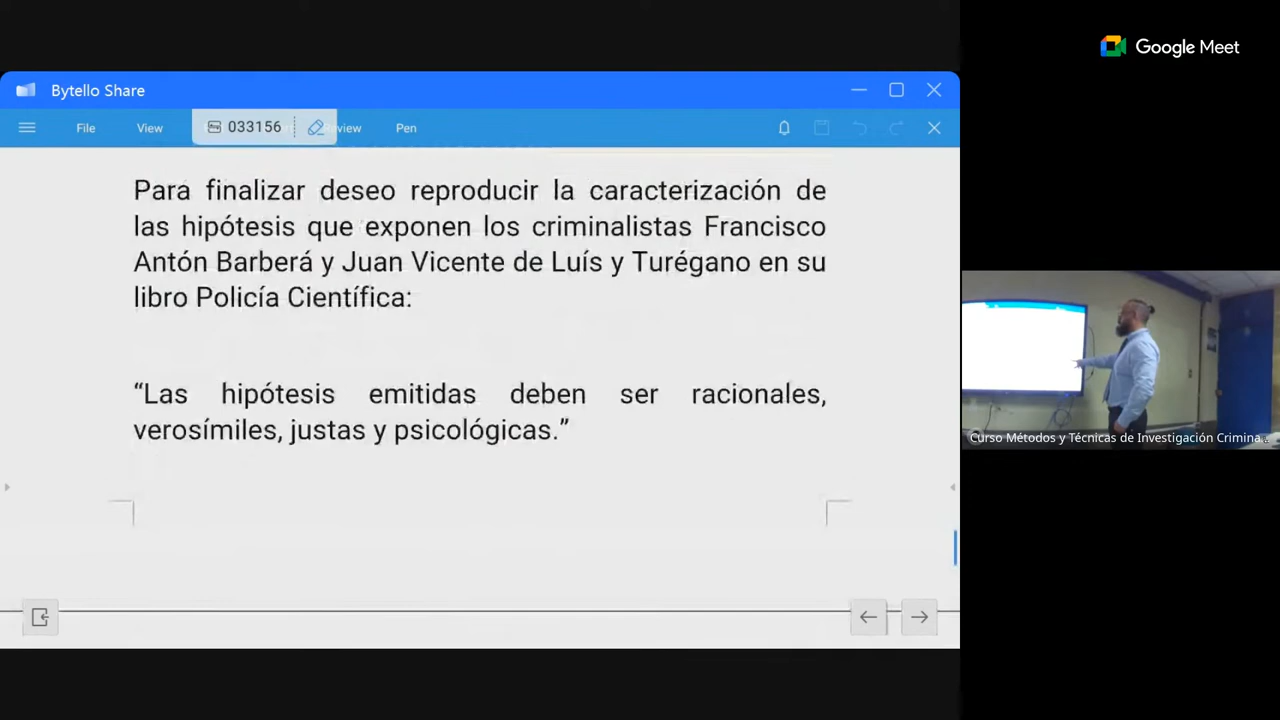 Google Meet
Bytello Share
File View 033156 Review Pen
Para finalizar deseo reproducir la caracterización de
las hipótesis que exponen los criminalistas Francisco
Antón Barberá y Juan Vicente de Luís y Turégano en su
libro Policía Científica:
“Las hipótesis emitidas deben ser racionales,
verosímiles, justas y psicológicas.”
Curso Métodos y Técnicas de Investigación Crimina...